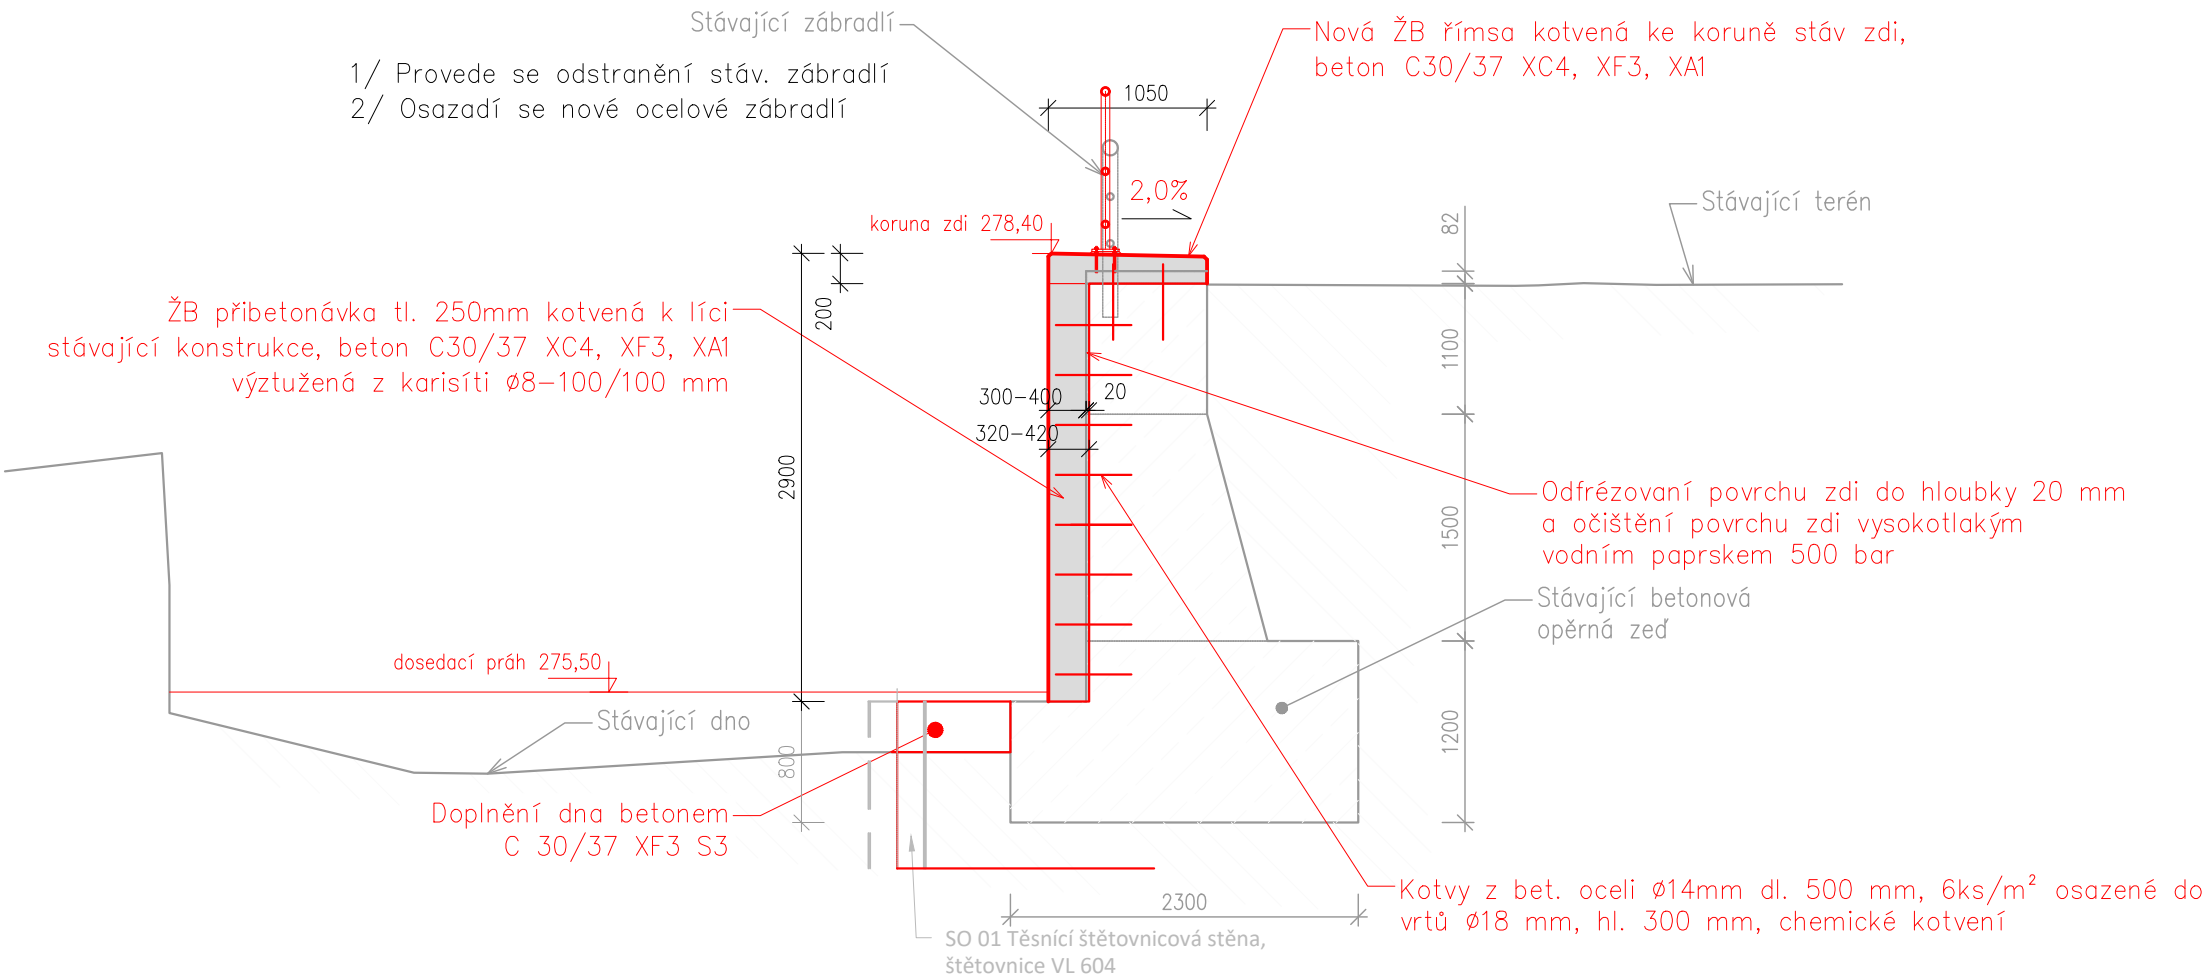 Stávající zábradlí
1/ Provede se odstranění stáv. zábradlí
2/ Osazadí se nové ocelové zábradlí
Nová ŽB římsa kotvená ke koruně stáv zdi,
beton C30/37 XC4, XF3, XA1
1050
2,0%
Stávající terén
koruna zdi 278,40
82
200
ŽB přibetonávka tl. 250mm kotvená k líci
stávající konstrukce, beton C30/37 XC4, XF3, XA1
výztužená z karisíti Ø8-100/100 mm
1100
300-400
20
320-420
2900
Odfrézovaní povrchu zdi do hloubky 20 mm
a očištění povrchu zdi vysokotlakým
vodním paprskem 500 bar
1500
Stávající betonová
opěrná zeď
dosedací práh 275,50
Stávající dno
800
1200
Doplnění dna betonem
C 30/37 XF3 S3
Kotvy z bet. oceli Ø14mm dl. 500 mm, 6ks/m² osazené do
vrtů Ø18 mm, hl. 300 mm, chemické kotvení
2300
SO 01 Těsnící štětovnicová stěna,
štětovnice VL 604